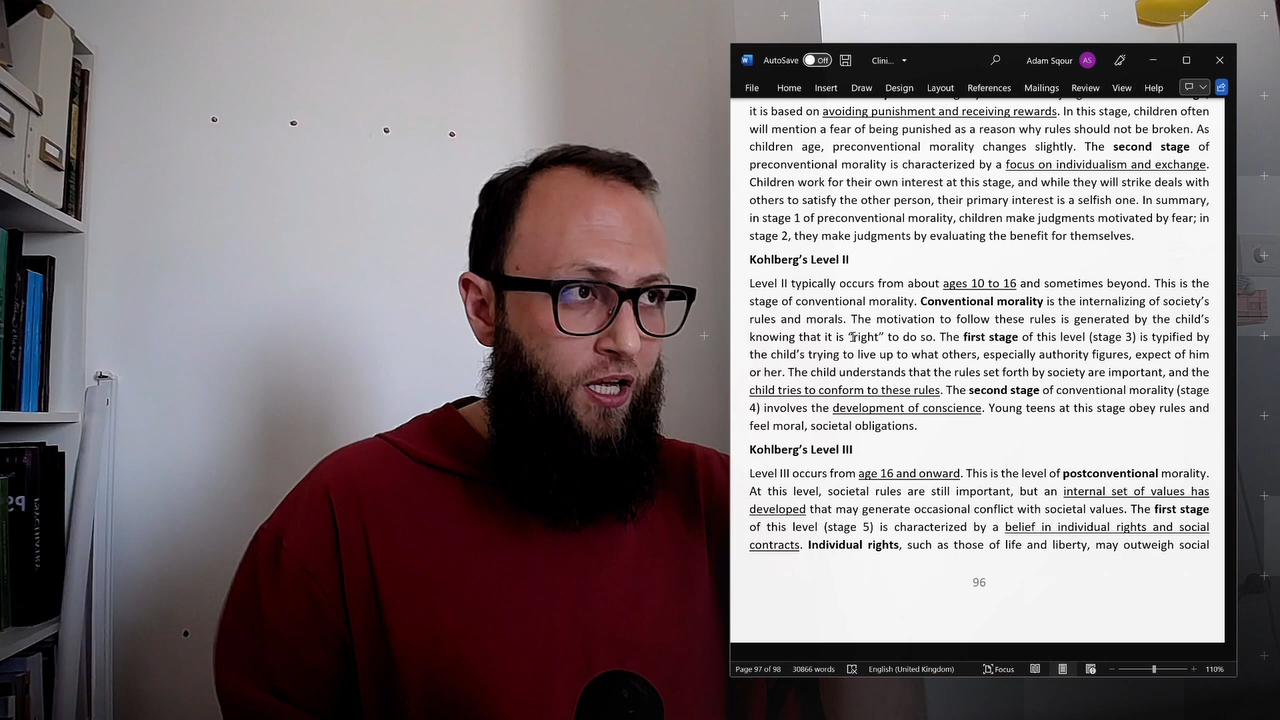 AutoSave Off Clini... Adam Sqour AS
File Home Insert Draw Design Layout References Mailings Review View Help
it is based on avoiding punishment and receiving rewards. In this stage, children often
will mention a fear of being punished as a reason why rules should not be broken. As
children age, preconventional morality changes slightly. The second stage of
preconventional morality is characterized by a focus on individualism and exchange.
Children work for their own interest at this stage, and while they will strike deals with
others to satisfy the other person, their primary interest is a selfish one. In summary,
in stage 1 of preconventional morality, children make judgments motivated by fear; in
stage 2, they make judgments by evaluating the benefit for themselves.
Kohlberg’s Level II
Level II typically occurs from about ages 10 to 16 and sometimes beyond. This is the
stage of conventional morality. Conventional morality is the internalizing of society’s
rules and morals. The motivation to follow these rules is generated by the child’s
knowing that it is “right” to do so. The first stage of this level (stage 3) is typified by
the child’s trying to live up to what others, especially authority figures, expect of him
or her. The child understands that the rules set forth by society are important, and the
child tries to conform to these rules. The second stage of conventional morality (stage
4) involves the development of conscience. Young teens at this stage obey rules and
feel moral, societal obligations.
Kohlberg’s Level III
Level III occurs from age 16 and onward. This is the level of postconventional morality.
At this level, societal rules are still important, but an internal set of values has
developed that may generate occasional conflict with societal values. The first stage
of this level (stage 5) is characterized by a belief in individual rights and social
contracts. Individual rights, such as those of life and liberty, may outweigh social
96
Page 97 of 98 30866 words English (United Kingdom) Focus 110%